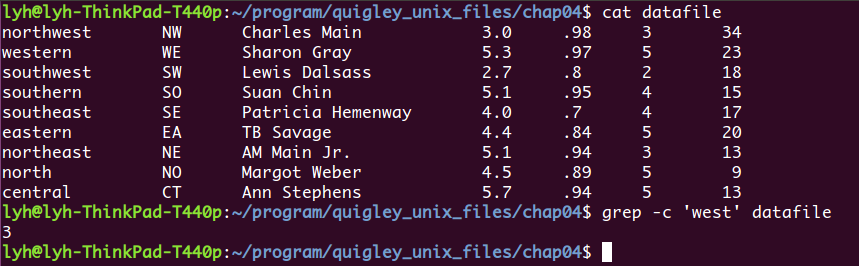 lyh@lyh-ThinkPad-T440p:~/program/quigley_unix_files/chap04$ cat datafile
northwest       NW      Charles Main            3.0     .98     3       34
western         WE      Sharon Gray             5.3     .97     5       23
southwest       SW      Lewis Dalsass           2.7     .8      2       18
southern        SO      Suan Chin               5.1     .95     4       15
southeast       SE      Patricia Hemenway       4.0     .7      4       17
eastern         EA      TB Savage               4.4     .84     5       20
northeast       NE      AM Main Jr.             5.1     .94     3       13
north           NO      Margot Weber            4.5     .89     5        9
central         CT      Ann Stephens            5.7     .94     5       13
lyh@lyh-ThinkPad-T440p:~/program/quigley_unix_files/chap04$ grep -c 'west' datafile
3
lyh@lyh-ThinkPad-T440p:~/program/quigley_unix_files/chap04$